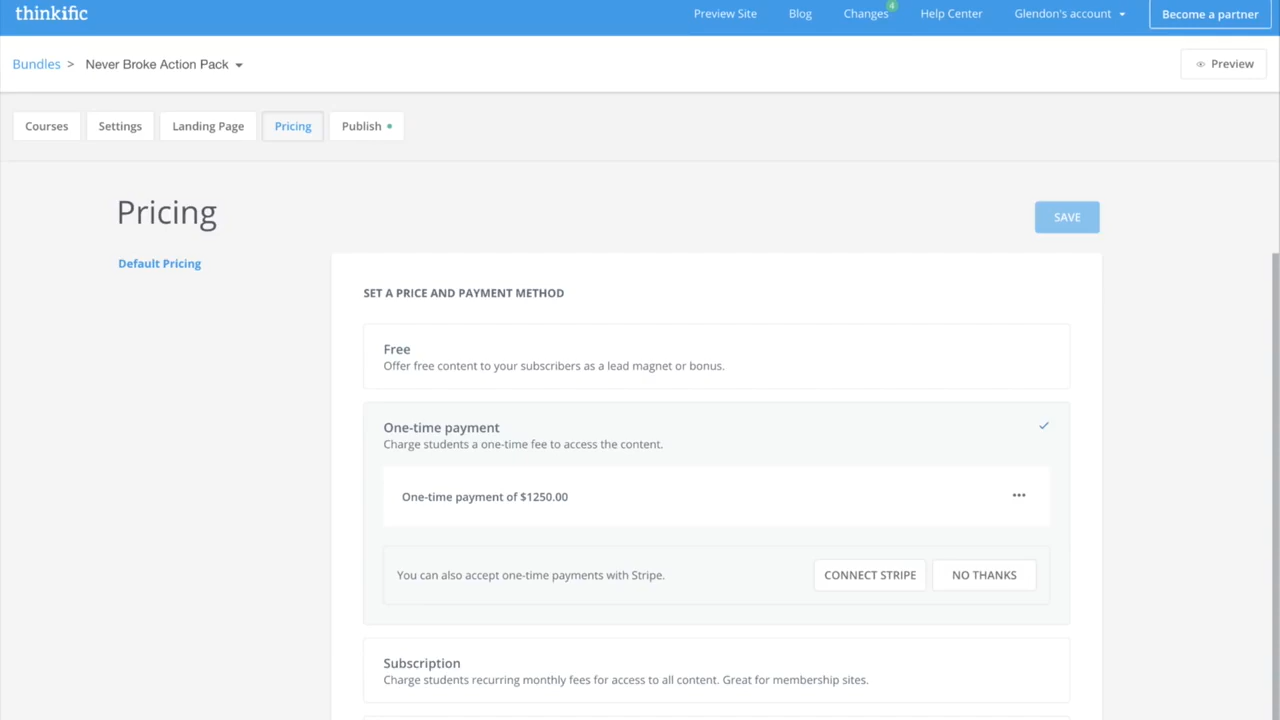 thinkific
Preview Site Blog Changes 4 Help Center Glendon's account Become a partner
Bundles > Never Broke Action Pack
Preview
Courses Settings Landing Page Pricing Publish
Pricing
SAVE
Default Pricing
SET A PRICE AND PAYMENT METHOD
Free
Offer free content to your subscribers as a lead magnet or bonus.
One-time payment
Charge students a one-time fee to access the content.
One-time payment of $1250.00
You can also accept one-time payments with Stripe.
CONNECT STRIPE NO THANKS
Subscription
Charge students recurring monthly fees for access to all content. Great for membership sites.